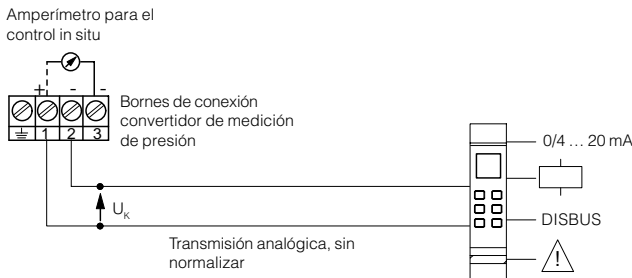 Amperímetro para el
control in situ
+ - -
1 2 3
Bornes de conexión
convertidor de medición
de presión
0/4 … 20 mA
U_K
DISBUS
Transmisión analógica, sin
normalizar
!